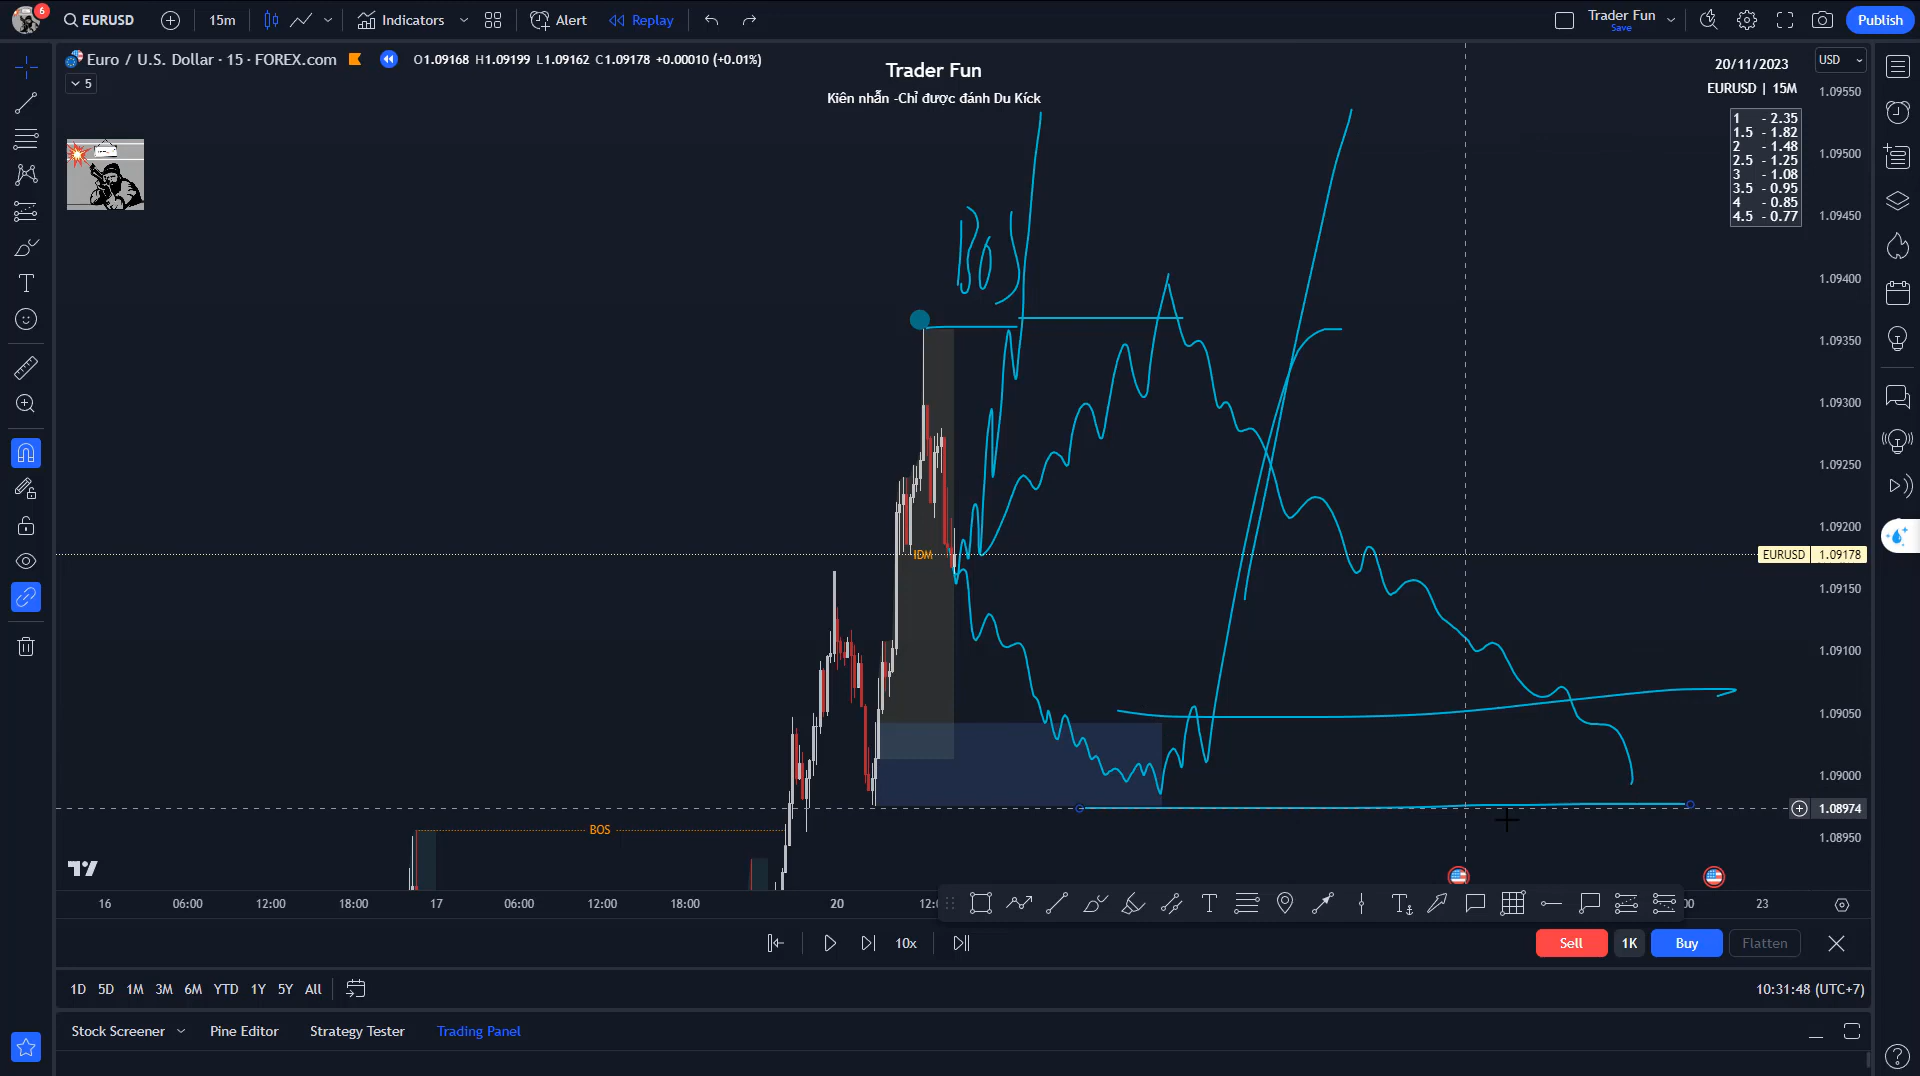 6
EURUSD
15m
Indicators
Alert
Replay
Trader Fun
Save
Publish
Euro / U.S. Dollar · 15 · FOREX.com
O1.09168 H1.09199 L1.09162 C1.09178 +0.00010 (+0.01%)
5
Trader Fun
Kiên nhẫn -Chỉ được đánh Du Kích
20/11/2023
EURUSD | 15M
1 - 2.35
1.5 - 1.82
2 - 1.48
2.5 - 1.25
3 - 1.08
3.5 - 0.95
4 - 0.85
4.5 - 0.77
USD
1.09550
1.09500
1.09450
1.09400
1.09350
1.09300
1.09250
1.09200
EURUSD 1.09178
1.09150
1.09100
1.09050
1.09000
1.08974
1.08950
BOS
IDM
BOS
16 06:00 12:00 18:00 17 06:00 12:00 18:00 20 23
10x
Sell 1K Buy Flatten
1D 5D 1M 3M 6M YTD 1Y 5Y All
10:31:48 (UTC+7)
Stock Screener Pine Editor Strategy Tester Trading Panel